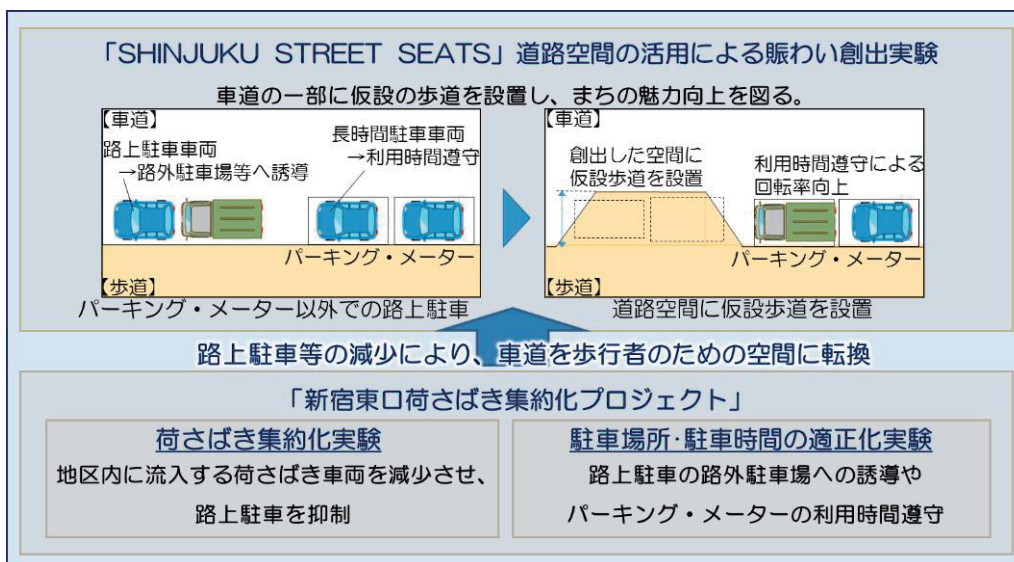 「SHINJUKU STREET SEATS」道路空間の活用による賑わい創出実験
車道の一部に仮設の歩道を設置し、まちの魅力向上を図る。
【車道】
路上駐車車両
→路外駐車場等へ誘導
長時間駐車車両
→利用時間遵守
パーキング・メーター
【歩道】
パーキング・メーター以外での路上駐車
【車道】
創出した空間に
仮設歩道を設置
利用時間遵守による
回転率向上
パーキング・メーター
【歩道】
道路空間に仮設歩道を設置
路上駐車等の減少により、車道を歩行者のための空間に転換
「新宿東口荷さばき集約化プロジェクト」
荷さばき集約化実験
地区内に流入する荷さばき車両を減少させ、
路上駐車を抑制
駐車場所・駐車時間の適正化実験
路上駐車の路外駐車場への誘導や
パーキング・メーターの利用時間遵守